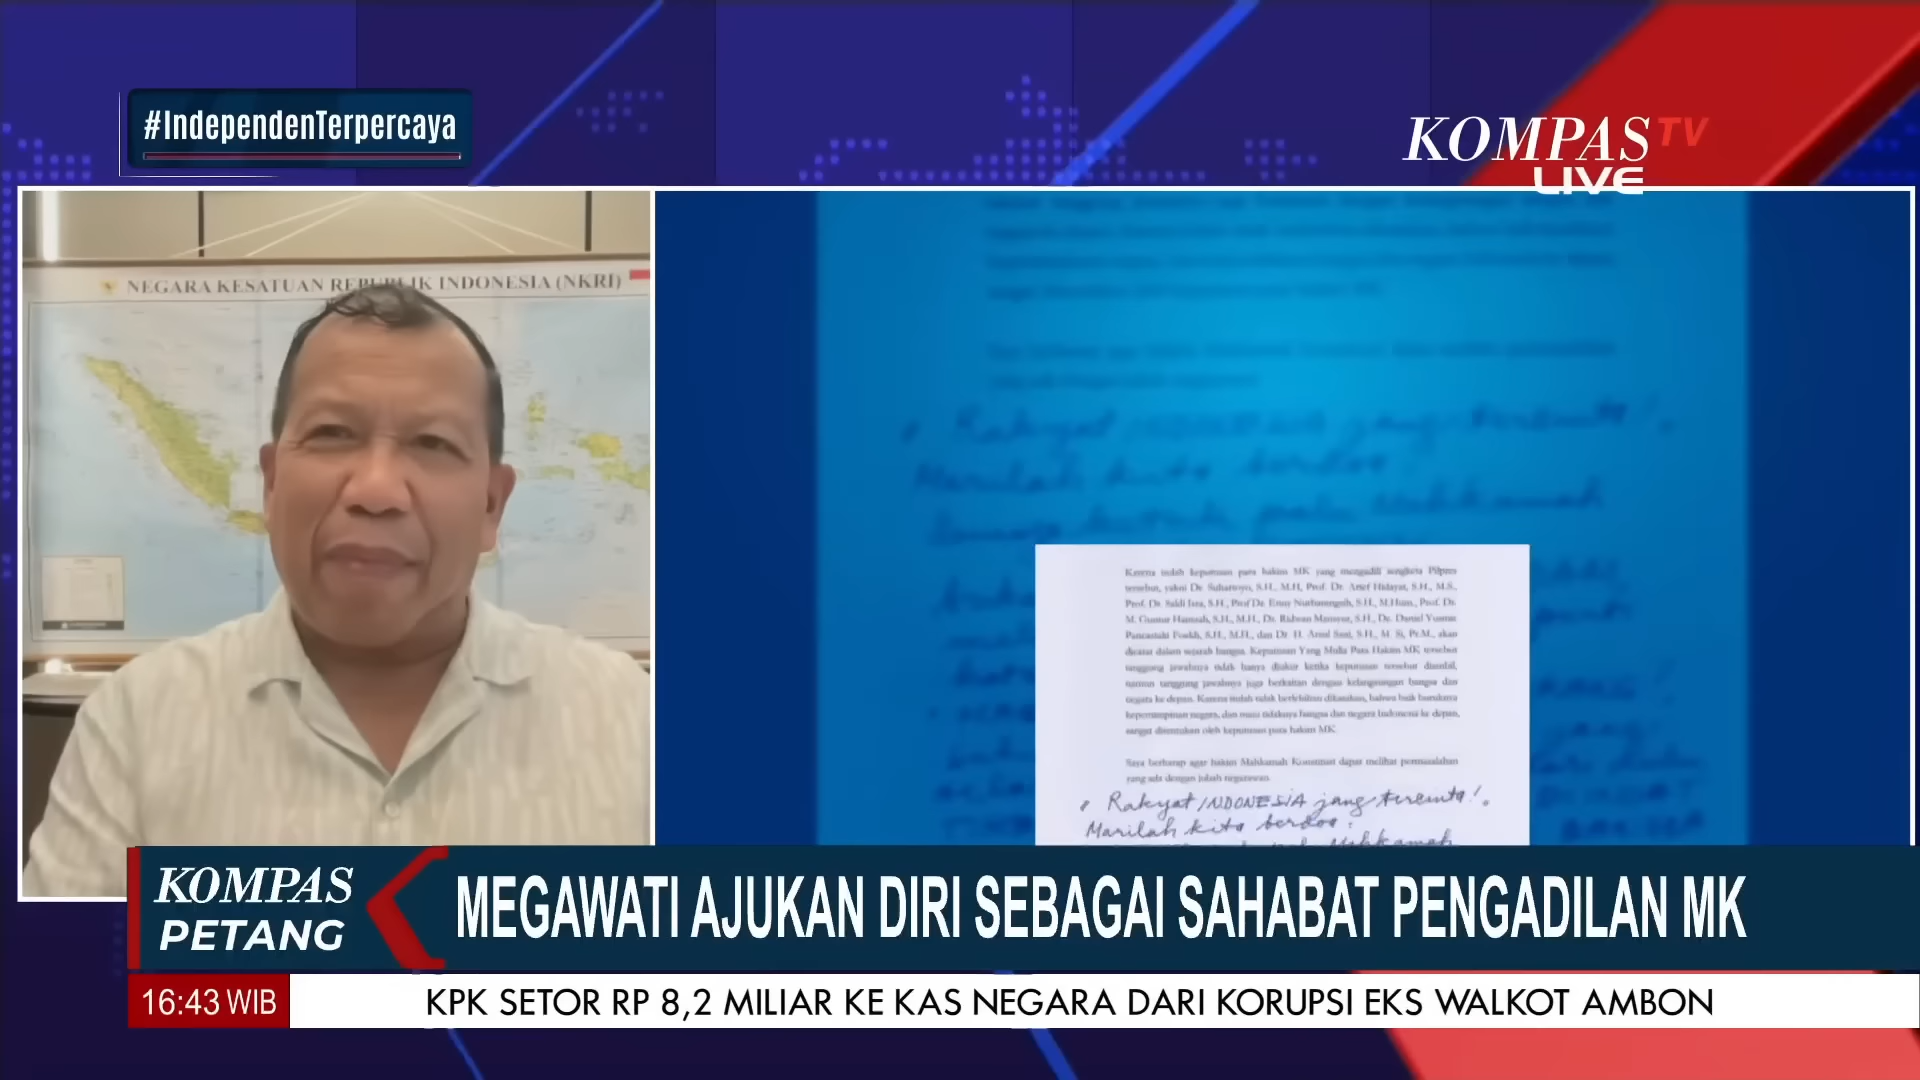 #IndependenTerpercaya
KOMPAS TV
LIVE
NEGARA KESATUAN REPUBLIK INDONESIA (NKRI)
Karena itulah keputusan para hakim MK yang mengadili sengketa Pilpres
tersebut, yakni Dr. Suhartoyo, S.H., M.H, Prof. Dr. Arief Hidayat, S.H., M.S.,
Prof. Dr. Saldi Isra, S.H., Prof Dr. Enny Nurbaningsih, S.H., M.Hum., Prof. Dr.
M. Guntur Hamzah, S.H., M.H., Dr. Ridwan Mansyur, S.H., Dr. Daniel Yusmic
Pancastaki Foekh, S.H., M.H., dan Dr. H. Arsul Sani, S.H., M. Si, Pr.M., akan
dicatat dalam sejarah bangsa. Keputusan Yang Mulia Para Hakim MK tersebut
tanggung jawabnya tidak hanya diukur ketika keputusan tersebut diambil,
namun tanggung jawabnya juga berkaitan dengan kelangsungan bangsa dan
negara ke depan. Karena itulah tidak berlebihan dikatakan, bahwa baik buruknya
kepemimpinan negara, dan maju tidaknya bangsa dan negara Indonesia ke depan,
sangat ditentukan oleh keputusan para hakim MK.
Saya berharap agar hakim Mahkamah Konstitusi dapat melihat permasalahan
yang ada dengan jubah negarawan
Rakyat INDONESIA jang tercinta!.
Marilah kita berdoa.
Mahkamah
KOMPAS
PETANG
MEGAWATI AJUKAN DIRI SEBAGAI SAHABAT PENGADILAN MK
16:43 WIB
KPK SETOR RP 8,2 MILIAR KE KAS NEGARA DARI KORUPSI EKS WALKOT AMBON